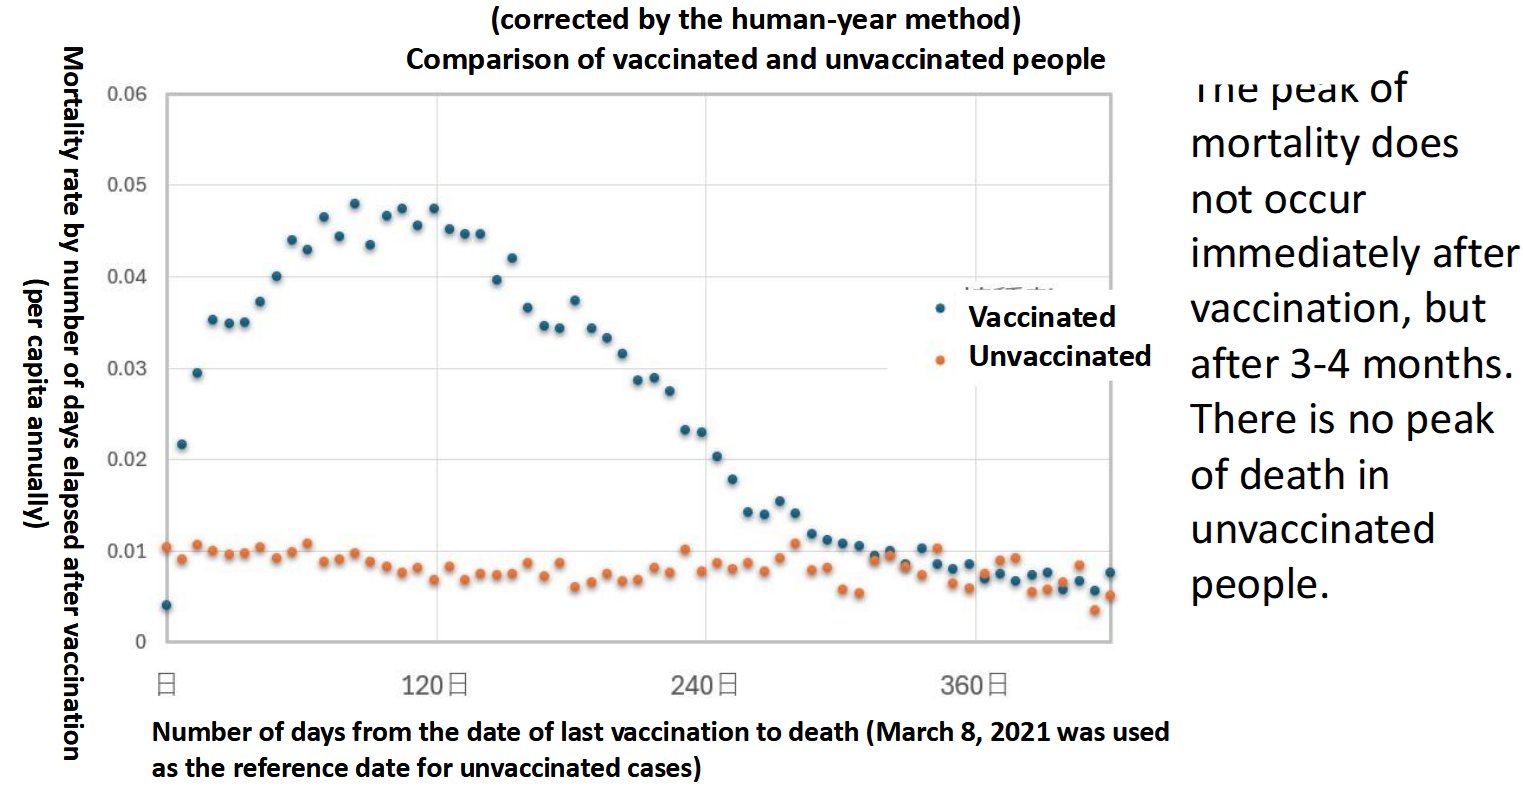 (corrected by the human-year method)
Comparison of vaccinated and unvaccinated people
Mortality rate by number of days elapsed after vaccination
(per capita annually)
0.06
0.05
0.04
0.03
0.02
0.01
0
日
120日
240日
360日
Vaccinated
Unvaccinated
Number of days from the date of last vaccination to death (March 8, 2021 was used
as the reference date for unvaccinated cases)
The peak of
mortality does
not occur
immediately after
vaccination, but
after 3-4 months.
There is no peak
of death in
unvaccinated
people.